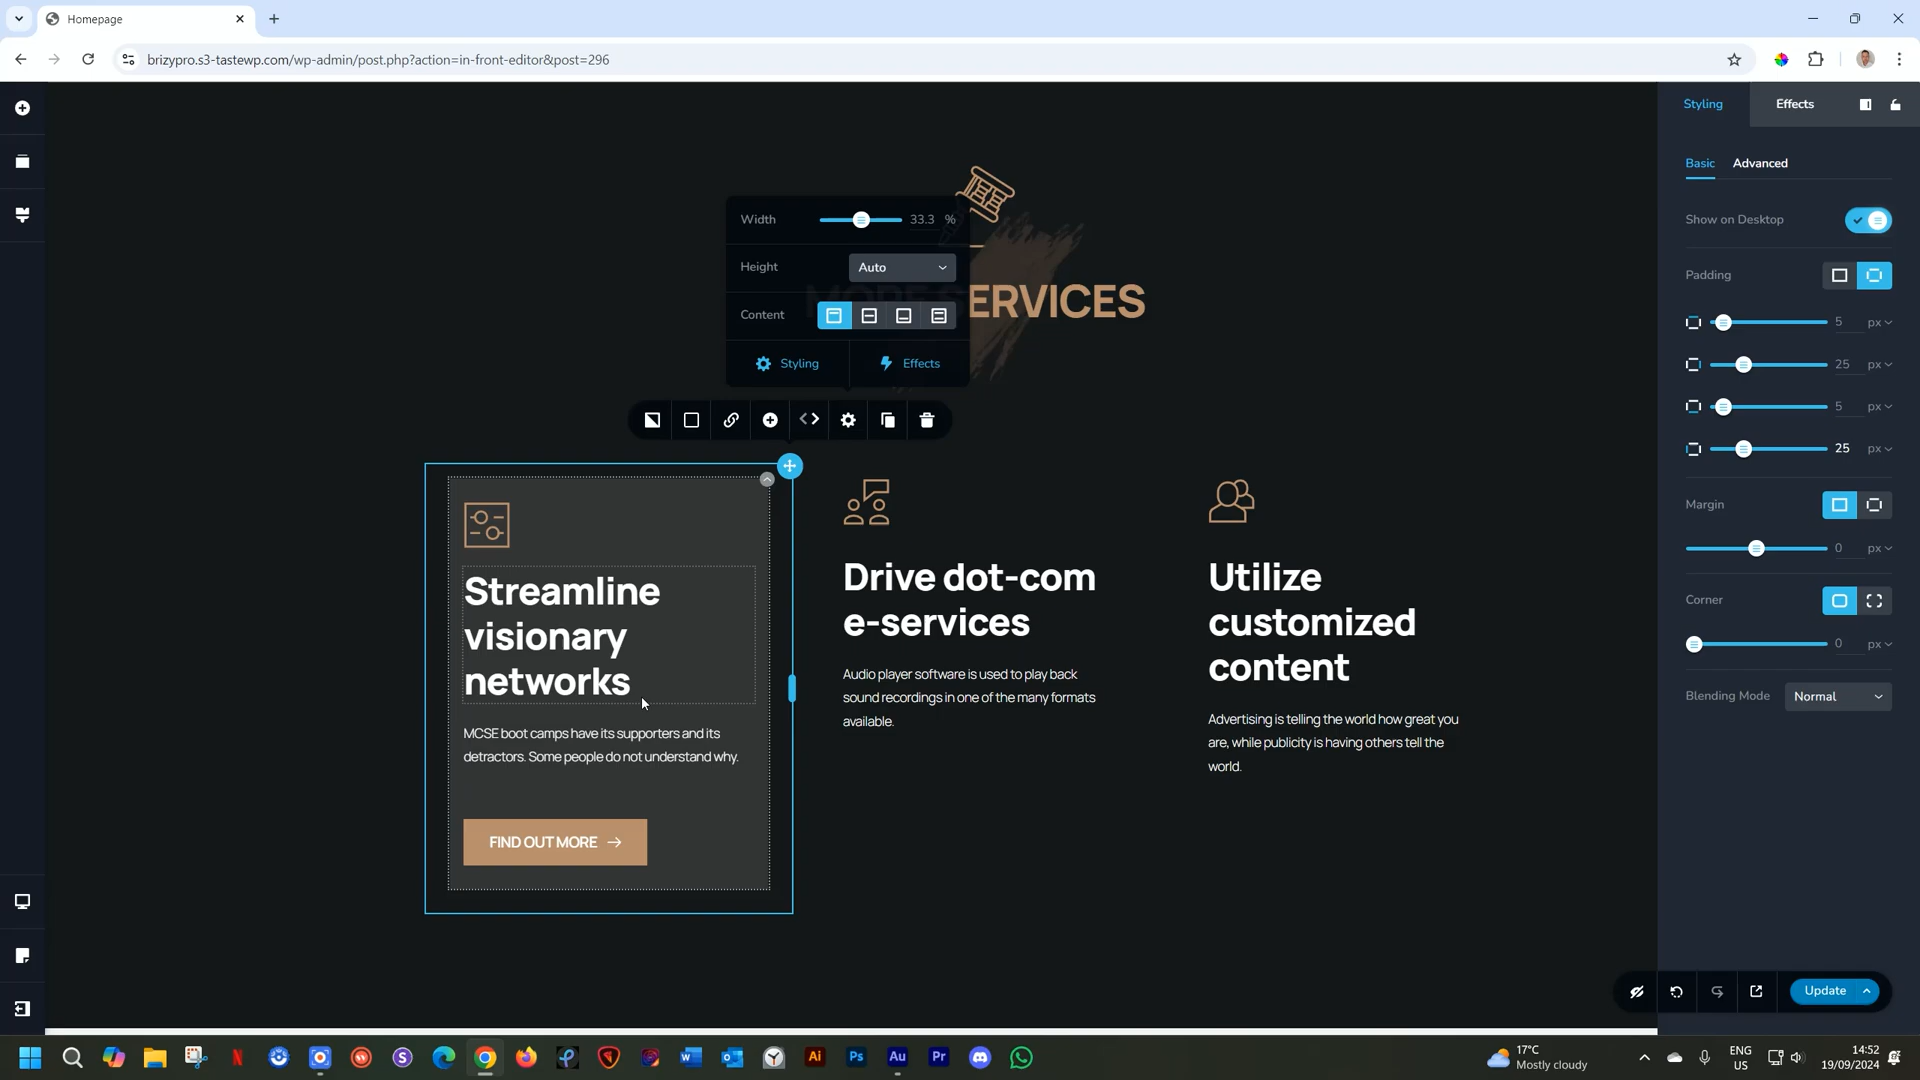 Homepage
brizypro.s3-tastewp.com/wp-admin/post.php?action=in-front-editor&post=296
Styling
Effects
Basic
Advanced
Width
33.3 %
Show on Desktop
Height
Auto
Padding
SERVICES
Content
5 px
Styling
Effects
25 px
5 px
25 px
Margin
0 px
Streamline
visionary
networks
Drive dot-com
e-services
Utilize
customized
content
Corner
0 px
Audio player software is used to play back
sound recordings in one of the many formats
available.
Blending Mode
Normal
MCSE boot camps have its supporters and its
detractors. Some people do not understand why.
Advertising is telling the world how great you
are, while publicity is having others tell the
world.
FIND OUT MORE
Update
N
S
W
Ai
Ps
Au
Pr
17°C
Mostly cloudy
ENG
US
14:52
19/09/2024